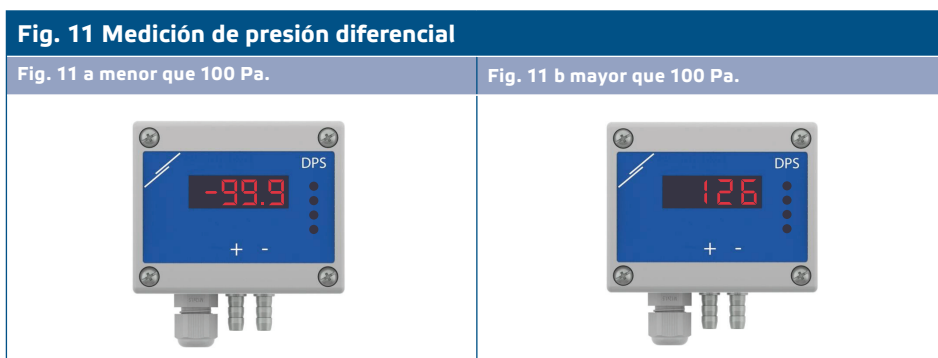 Fig. 11 Medición de presión diferencial
Fig. 11 a menor que 100 Pa.
Fig. 11 b mayor que 100 Pa.
DPS
-99.9
+ -
DPS
126
+ -